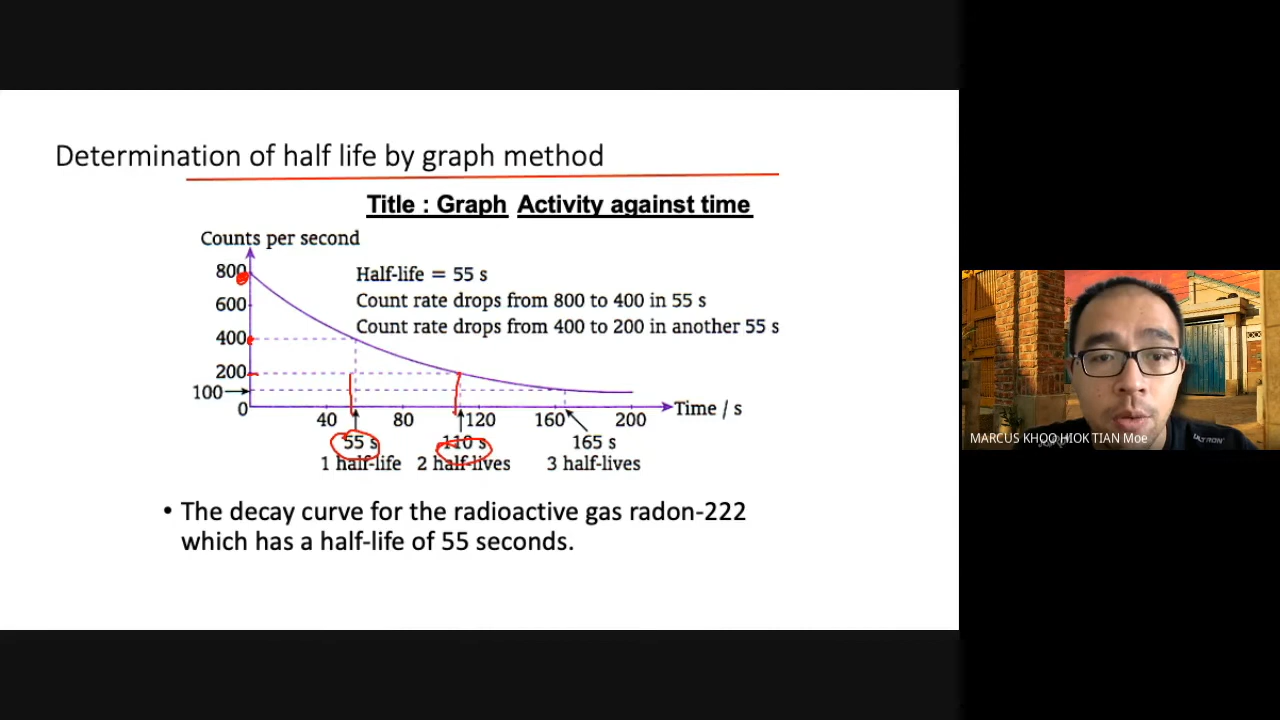 Determination of half life by graph method
Title : Graph Activity against time
Counts per second
800
600
400
200
100
0
Half-life = 55 s
Count rate drops from 800 to 400 in 55 s
Count rate drops from 400 to 200 in another 55 s
40 80 120 160 200
Time / s
55 s 110 s 165 s
1 half-life 2 half-lives 3 half-lives
• The decay curve for the radioactive gas radon-222
which has a half-life of 55 seconds.
MARCUS KHOO HIOK TIAN Moe
ULTRON